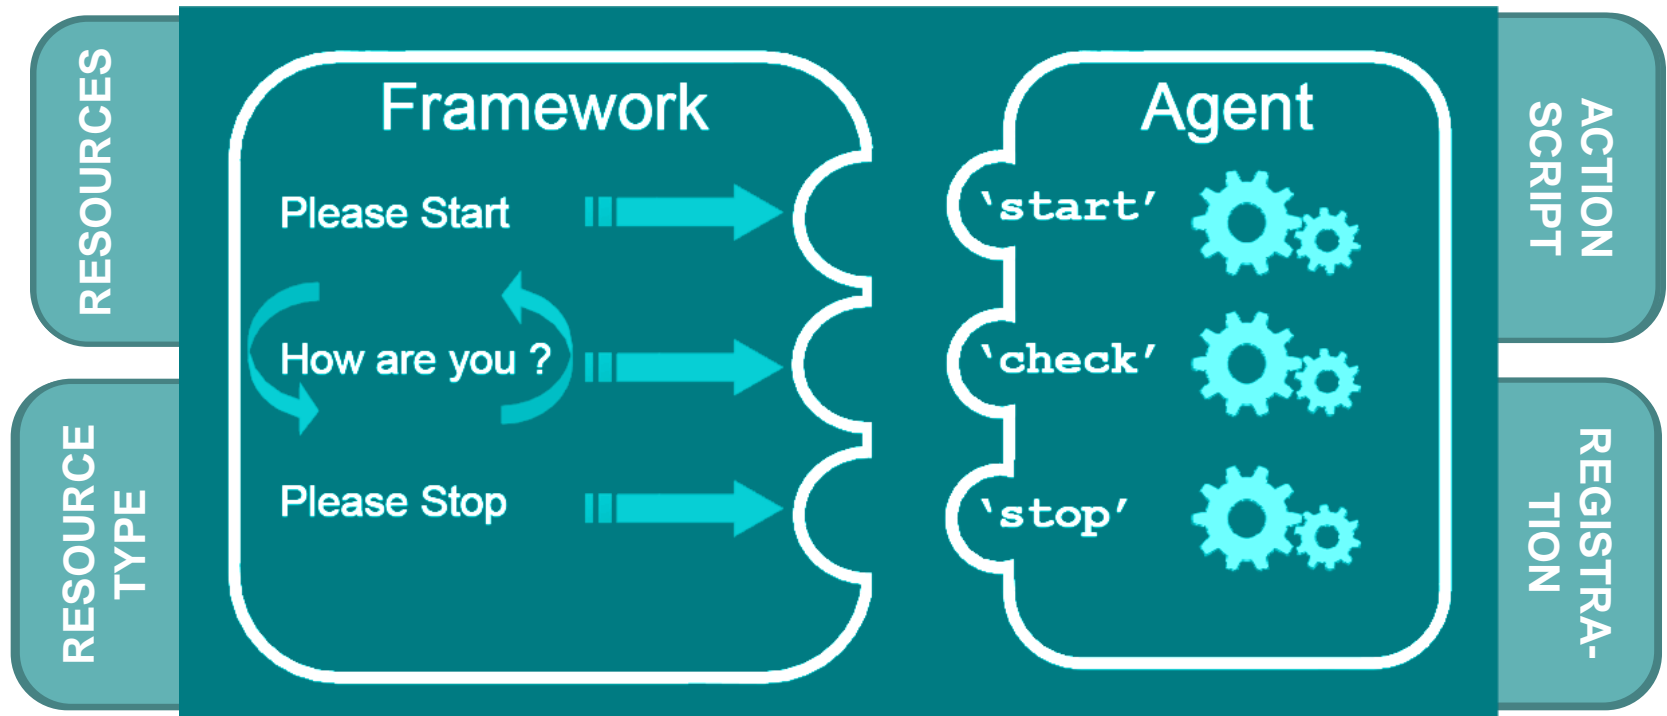 RESOURCES
RESOURCE
TYPE
Framework
Please Start
How are you ?
Please Stop
Agent
‵start′
‵check′
‵stop′
ACTION
SCRIPT
REGISTRA-
TION